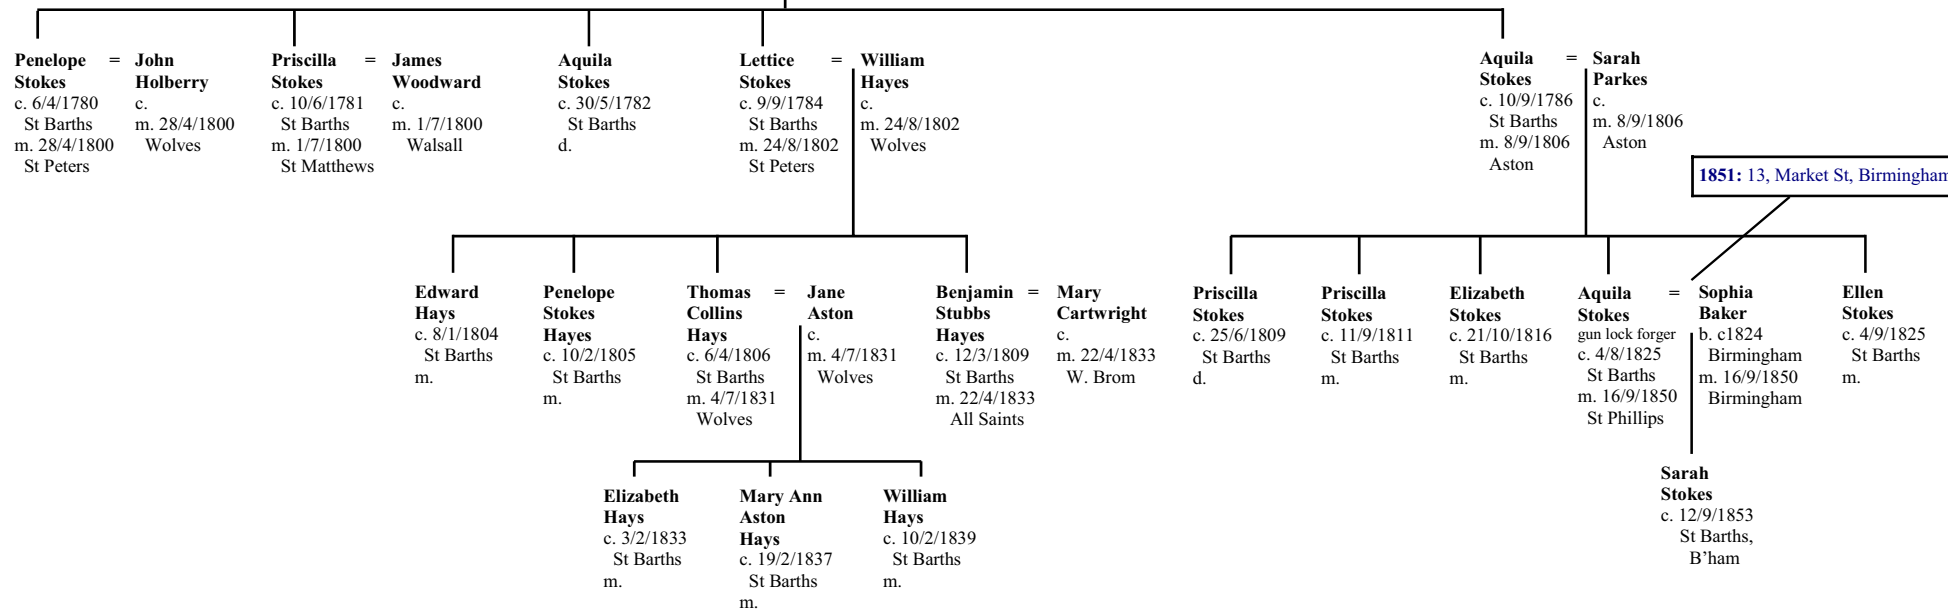 Penelope = John
Stokes Holberry
c. 6/4/1780 c.
St Barths m. 28/4/1800
m. 28/4/1800 Wolves
St Peters
Priscilla = James
Stokes Woodward
c. 10/6/1781 c.
St Barths m. 1/7/1800
m. 1/7/1800 Walsall
St Matthews
Aquila
Stokes
c. 30/5/1782
St Barths
d.
Lettice = William
Stokes Hayes
c. 9/9/1784 c.
St Barths m. 24/8/1802
m. 24/8/1802 Wolves
St Peters
Aquila = Sarah
Stokes Parkes
c. 10/9/1786 c.
St Barths m. 8/9/1806
m. 8/9/1806 Aston
Aston
1851: 13, Market St, Birmingham
Edward
Hays
c. 8/1/1804
St Barths
m.
Penelope
Stokes
Hayes
c. 10/2/1805
St Barths
m.
Thomas = Jane
Collins Aston
Hays c.
c. 6/4/1806 m. 4/7/1831
St Barths Wolves
m. 4/7/1831
Wolves
Benjamin = Mary
Stubbs Cartwright
Hayes c.
c. 12/3/1809 m. 22/4/1833
St Barths W. Brom
m. 22/4/1833
All Saints
Priscilla
Stokes
c. 25/6/1809
St Barths
d.
Priscilla
Stokes
c. 11/9/1811
St Barths
m.
Elizabeth
Stokes
c. 21/10/1816
St Barths
m.
Aquila = Sophia
Stokes Baker
gun lock forger b. c1824
c. 4/8/1825 Birmingham
St Barths m. 16/9/1850
m. 16/9/1850 Birmingham
St Phillips
Ellen
Stokes
c. 4/9/1825
St Barths
m.
Elizabeth
Hays
c. 3/2/1833
St Barths
m.
Mary Ann
Aston
Hays
c. 19/2/1837
St Barths
m.
William
Hays
c. 10/2/1839
St Barths
m.
Sarah
Stokes
c. 12/9/1853
St Barths,
B'ham